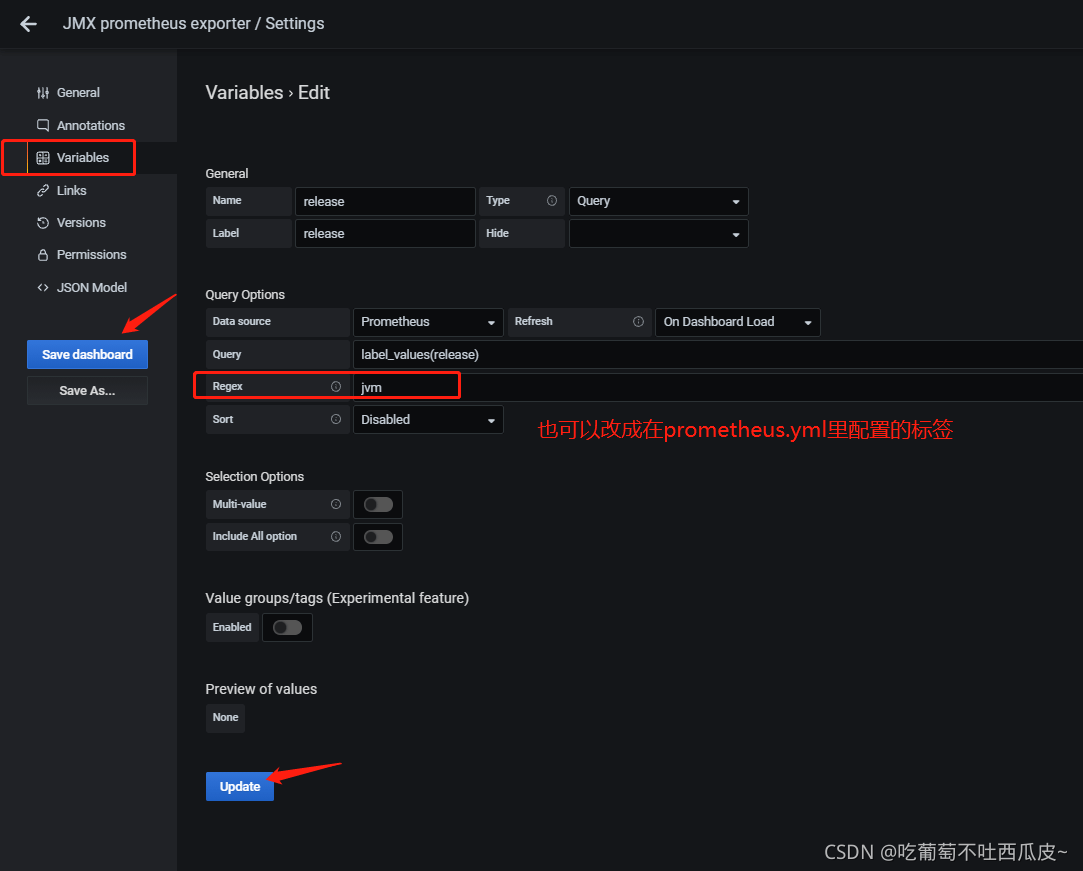 JMX prometheus exporter / Settings
General
Annotations
Variables
Links
Versions
Permissions
JSON Model
Save dashboard
Save As...
Variables › Edit
General
Name release Type Query
Label release Hide
Query Options
Data source Prometheus Refresh On Dashboard Load
Query label_values(release)
Regex jvm
Sort Disabled
也可以改成在prometheus.yml里配置的标签
Selection Options
Multi-value
Include All option
Value groups/tags (Experimental feature)
Enabled
Preview of values
None
Update
CSDN @吃葡萄不吐西瓜皮~